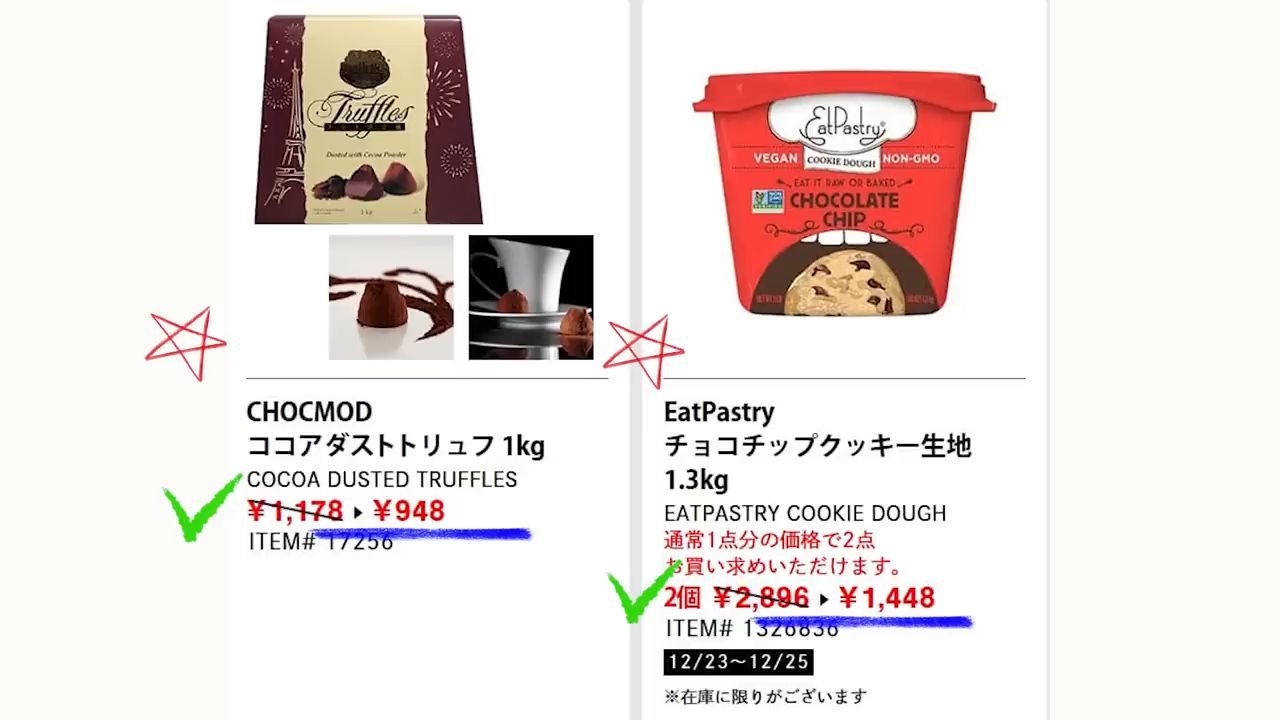 Truffles
Dusted with Cocoa Powder
1 kg
CHOCMOD
ココアダストトリュフ 1kg
COCOA DUSTED TRUFFLES
¥1,178 ▶ ¥948
ITEM# 17256
EatPastry®
VEGAN COOKIE DOUGH NON-GMO
EAT IT RAW OR BAKED
CHOCOLATE
CHIP
EatPastry
チョコチップクッキー生地
1.3kg
EATPASTRY COOKIE DOUGH
通常1点分の価格で2点
お買い求めいただけます。
2個 ¥2,896 ▶ ¥1,448
ITEM# 1326836
12/23～12/25
※在庫に限りがございます